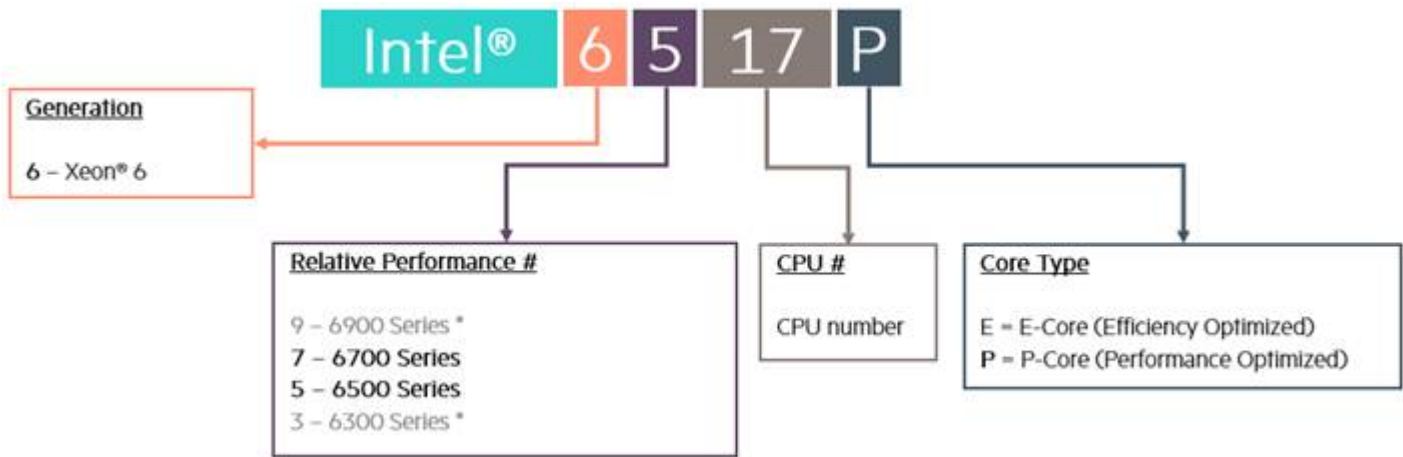 Intel® 6 5 17 P
Generation
6 – Xeon® 6
Relative Performance #
9 – 6900 Series *
7 – 6700 Series
5 – 6500 Series
3 – 6300 Series *
CPU #
CPU number
Core Type
E = E-Core (Efficiency Optimized)
P = P-Core (Performance Optimized)